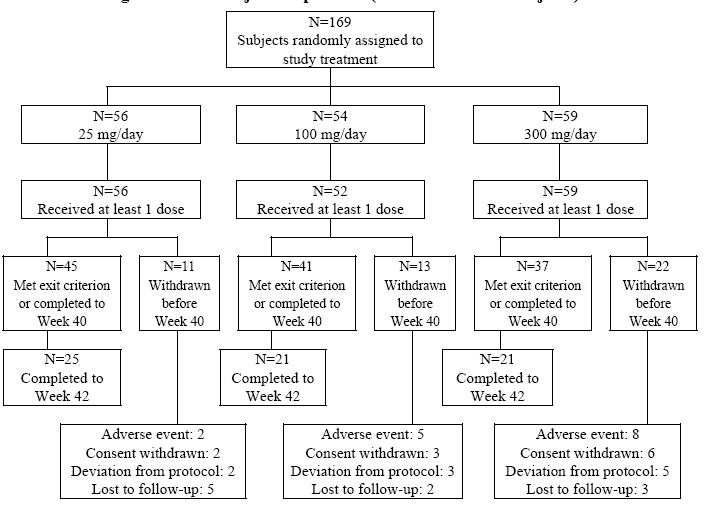 N=169
Subjects randomly assigned to
study treatment
N=56
25 mg/day
N=54
100 mg/day
N=59
300 mg/day
N=56
Received at least 1 dose
N=52
Received at least 1 dose
N=59
Received at least 1 dose
N=45
Met exit criterion
or completed to
Week 40
N=11
Withdrawn
before
Week 40
N=41
Met exit criterion
or completed to
Week 40
N=13
Withdrawn
before
Week 40
N=37
Met exit criterion
or completed to
Week 40
N=22
Withdrawn
before
Week 40
N=25
Completed to
Week 42
N=21
Completed to
Week 42
N=21
Completed to
Week 42
Adverse event: 2
Consent withdrawn: 2
Deviation from protocol: 2
Lost to follow-up: 5
Adverse event: 5
Consent withdrawn: 3
Deviation from protocol: 3
Lost to follow-up: 2
Adverse event: 8
Consent withdrawn: 6
Deviation from protocol: 5
Lost to follow-up: 3